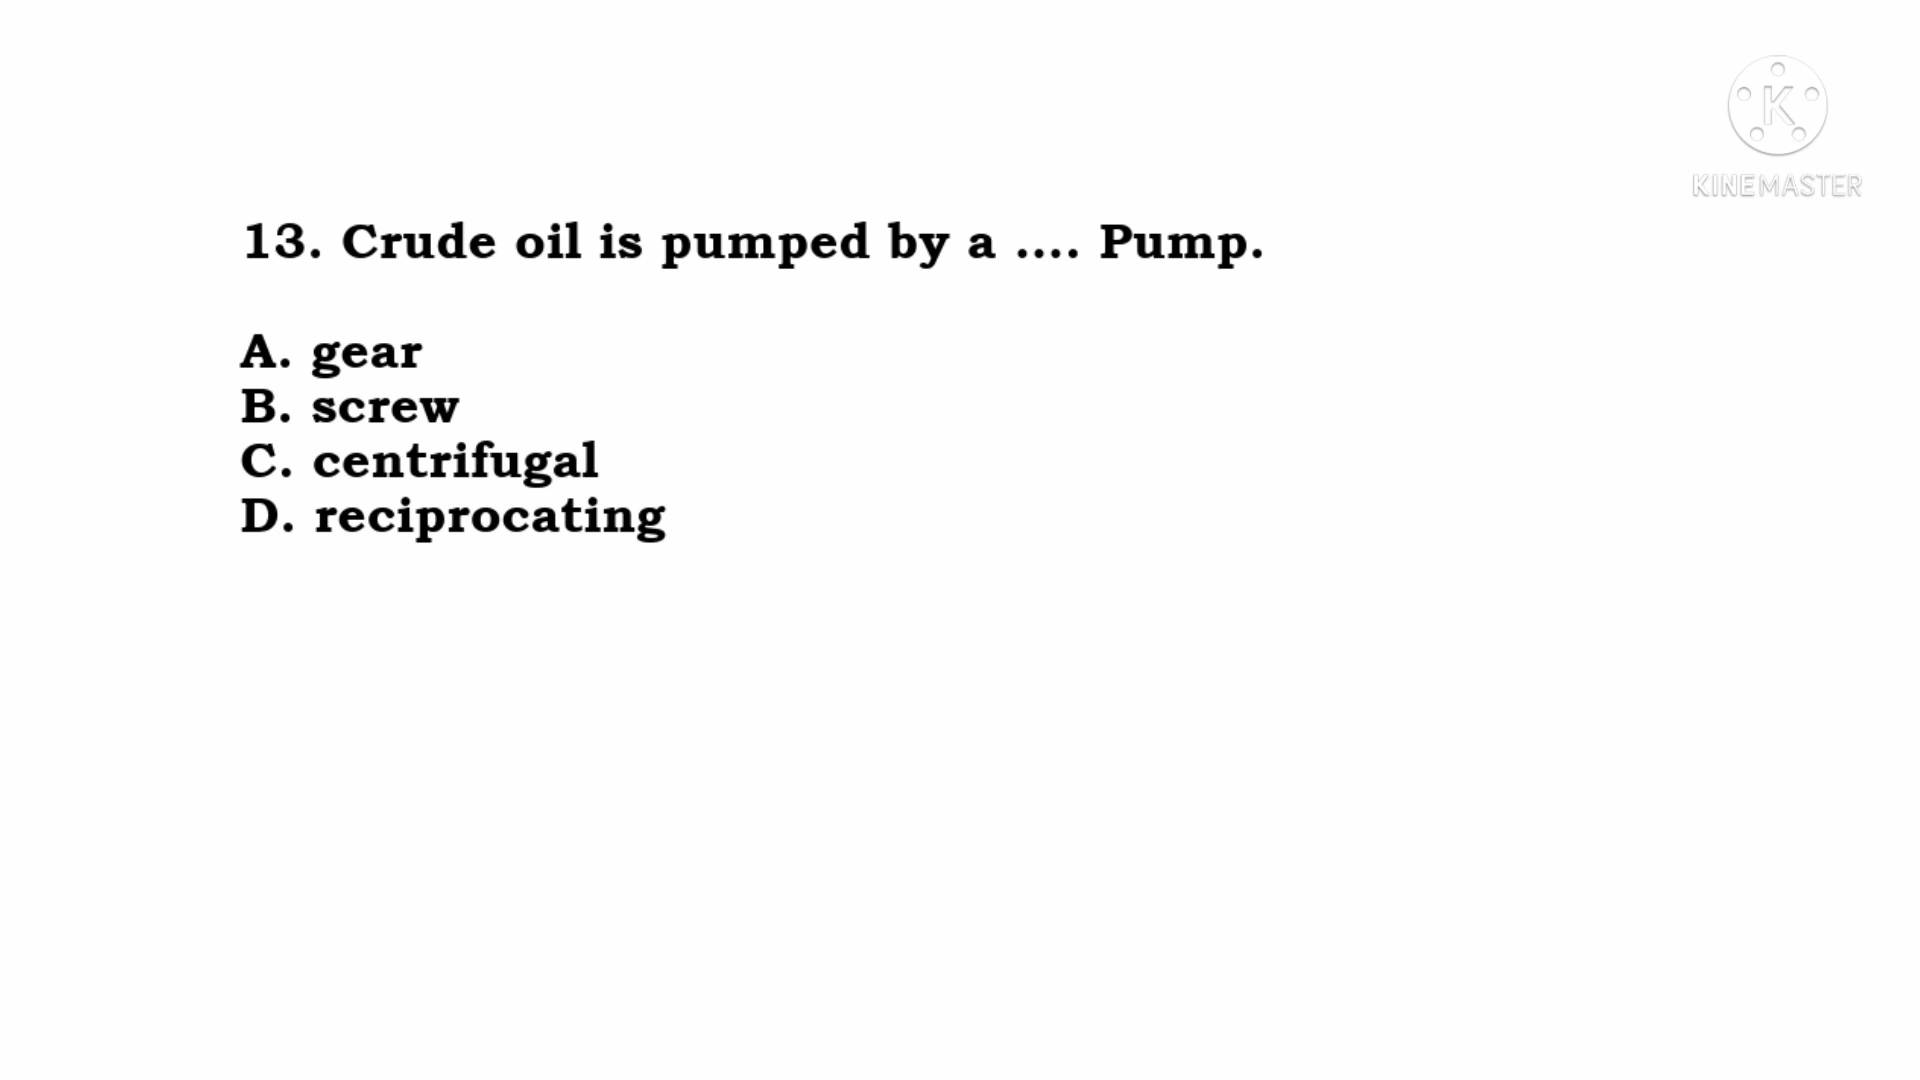 K
KINEMASTER
13. Crude oil is pumped by a .... Pump.
A. gear
B. screw
C. centrifugal
D. reciprocating